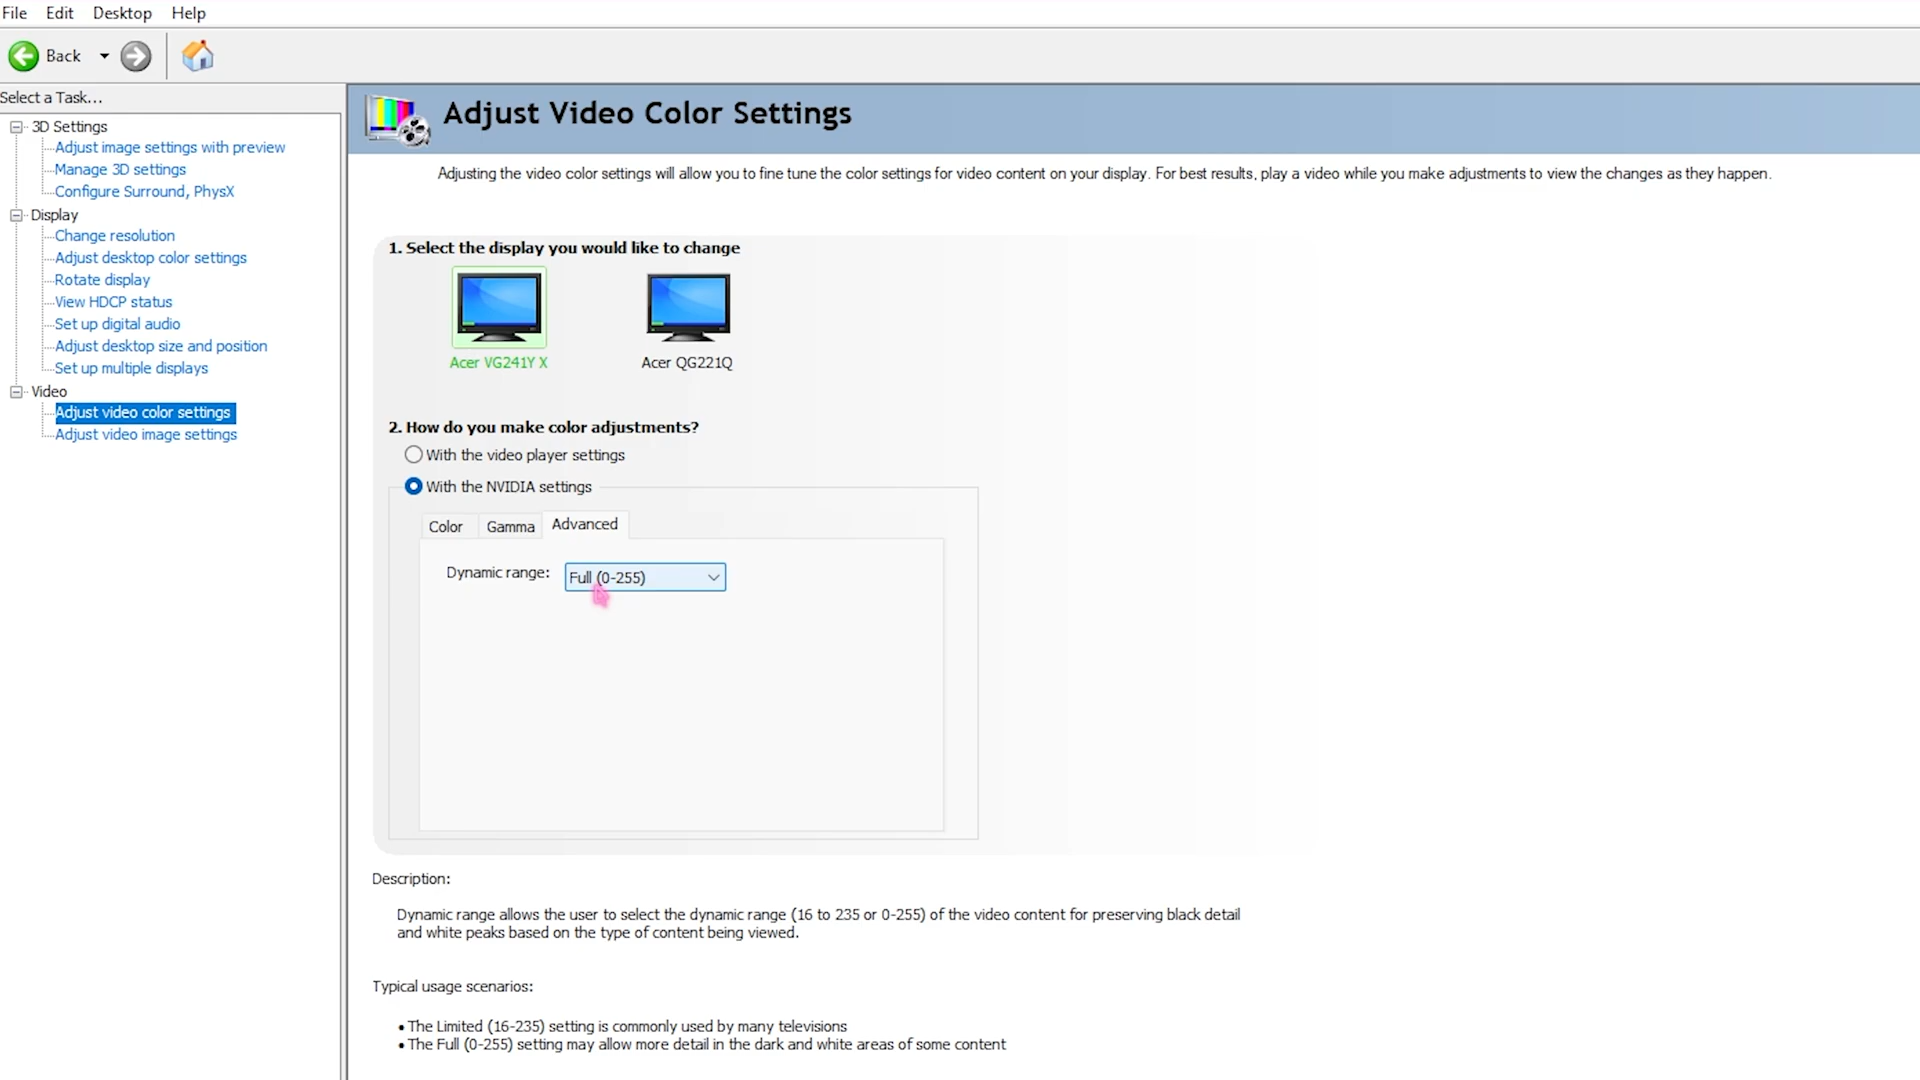 File Edit Desktop Help
Back
Select a Task...
3D Settings
Adjust image settings with preview
Manage 3D settings
Configure Surround, PhysX
Display
Change resolution
Adjust desktop color settings
Rotate display
View HDCP status
Set up digital audio
Adjust desktop size and position
Set up multiple displays
Video
Adjust video color settings
Adjust video image settings
Adjust Video Color Settings
Adjusting the video color settings will allow you to fine tune the color settings for video content on your display. For best results, play a video while you make adjustments to view the changes as they happen.
1. Select the display you would like to change
Acer VG241Y X Acer QG221Q
2. How do you make color adjustments?
With the video player settings
With the NVIDIA settings
Color Gamma Advanced
Dynamic range: Full (0-255)
Description:
Dynamic range allows the user to select the dynamic range (16 to 235 or 0-255) of the video content for preserving black detail
and white peaks based on the type of content being viewed.
Typical usage scenarios:
• The Limited (16-235) setting is commonly used by many televisions
• The Full (0-255) setting may allow more detail in the dark and white areas of some content